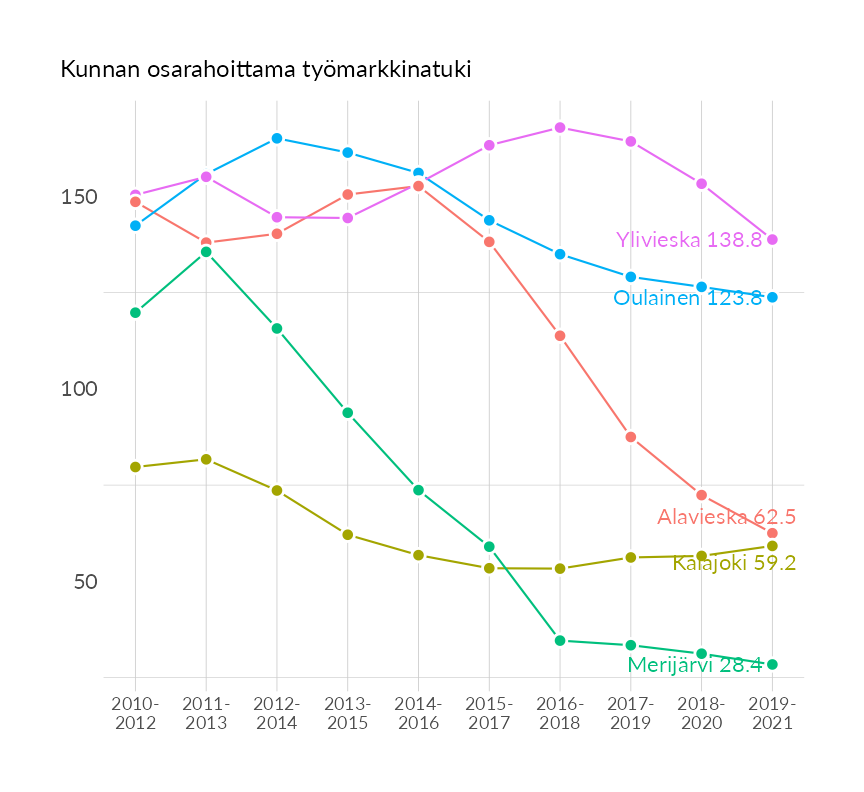 Kunnan osarahoittama työmarkkinatuki
150
100
50
Ylivieska 138.8
Oulainen 123.8
Alavieska 62.5
Kalajoki 59.2
Merijärvi 28.4
2010- 2011- 2012- 2013- 2014- 2015- 2016- 2017- 2018- 2019-
2012 2013 2014 2015 2016 2017 2018 2019 2020 2021